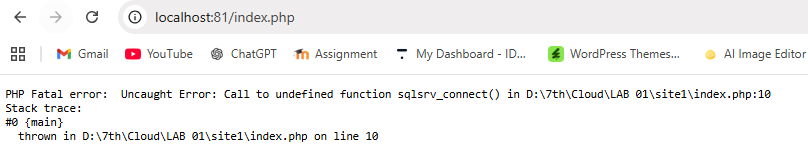 localhost:81/index.php
Gmail YouTube ChatGPT Assignment My Dashboard - ID... WordPress Themes... AI Image Editor
PHP Fatal error:  Uncaught Error: Call to undefined function sqlsrv_connect() in D:\7th\Cloud\LAB 01\site1\index.php:10
Stack trace:
#0 {main}
  thrown in D:\7th\Cloud\LAB 01\site1\index.php on line 10